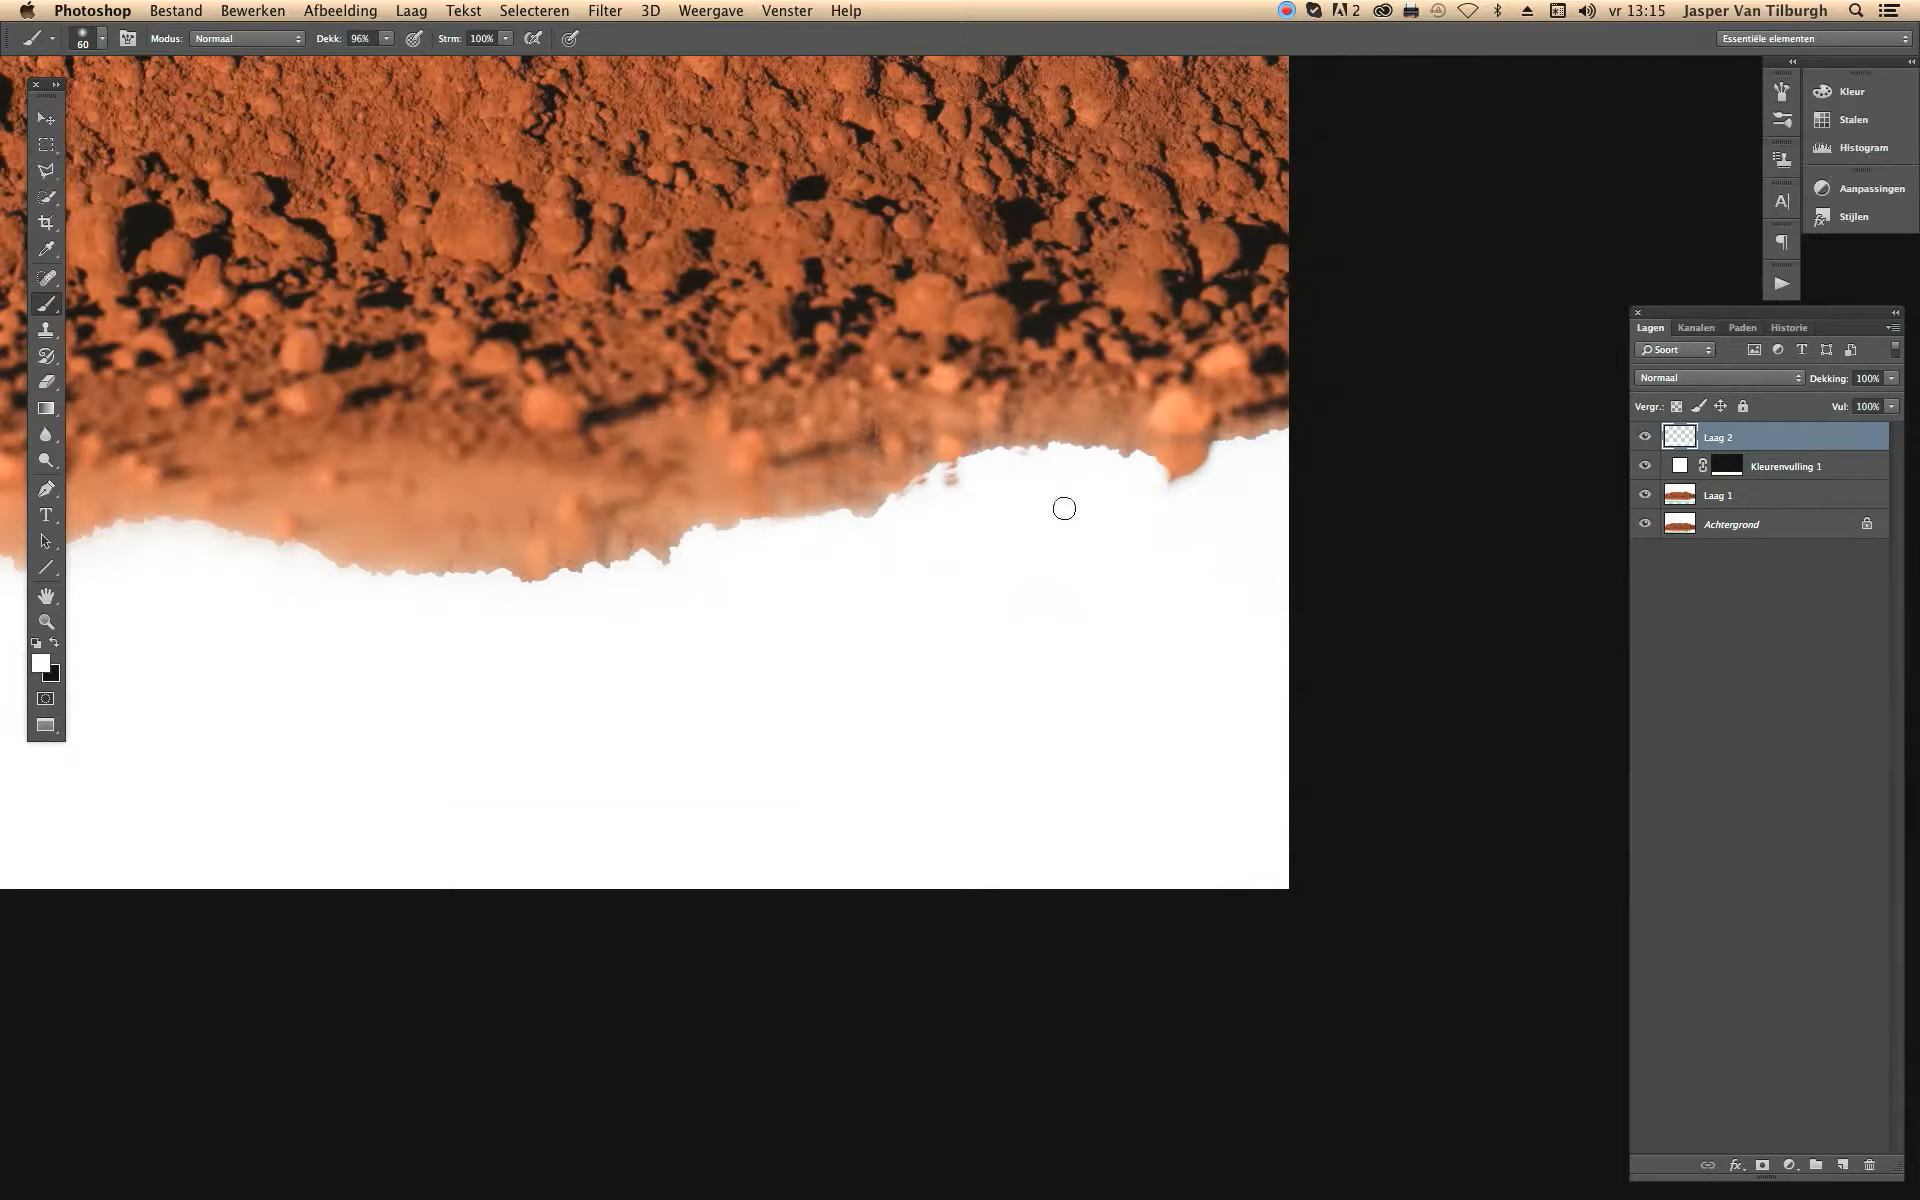 Photoshop Bestand Bewerken Afbeelding Laag Tekst Selecteren Filter 3D Weergave Venster Help 2 vr 13:15 Jasper Van Tilburgh
60 Modus: Normaal Dekk: 96% Strm: 100% Essentiële elementen
Kleur
Stalen
Histogram
Aanpassingen
Stijlen
Lagen Kanalen Paden Historie
Soort
Normaal Dekking: 100%
Vergr.: Vul: 100%
Laag 2
Kleurenvulling 1
Laag 1
Achtergrond